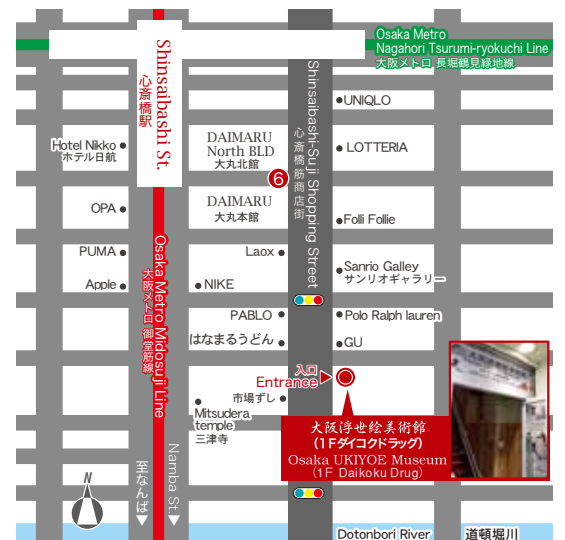 Osaka Metro
Nagahori Tsurumi-ryokuchi Line
大阪メトロ 長堀鶴見緑地線
Shinsaibashi St.
心斎橋駅
Shinsaibashi-Suji Shopping Street
心斎橋筋商店街
UNIQLO
Hotel Nikko
ホテル日航
DAIMARU
North BLD
大丸北館
LOTTERIA
6
OPA
DAIMARU
大丸本館
Folli Follie
PUMA
Laox
Sanrio Galley
サンリオギャラリー
Apple
NIKE
Osaka Metro Midosuji Line
大阪メトロ 御堂筋線
PABLO
Polo Ralph lauren
はなまるうどん
GU
入口
Entrance
市場ずし
Mitsudera
temple
三津寺
大阪浮世絵美術館
(1Fダイコクドラッグ)
Osaka UKIYOE Museum
(1F Daikoku Drug)
至なんば
Namba St.
N
Dotonbori River
道頓堀川